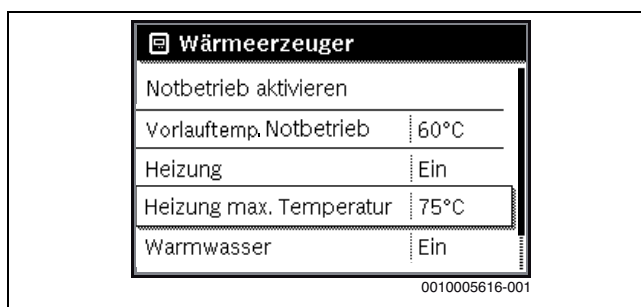 Wärmeerzeuger
Notbetrieb aktivieren
Vorlauftemp. Notbetrieb 60°C
Heizung Ein
Heizung max. Temperatur 75°C
Warmwasser Ein
0010005616-001